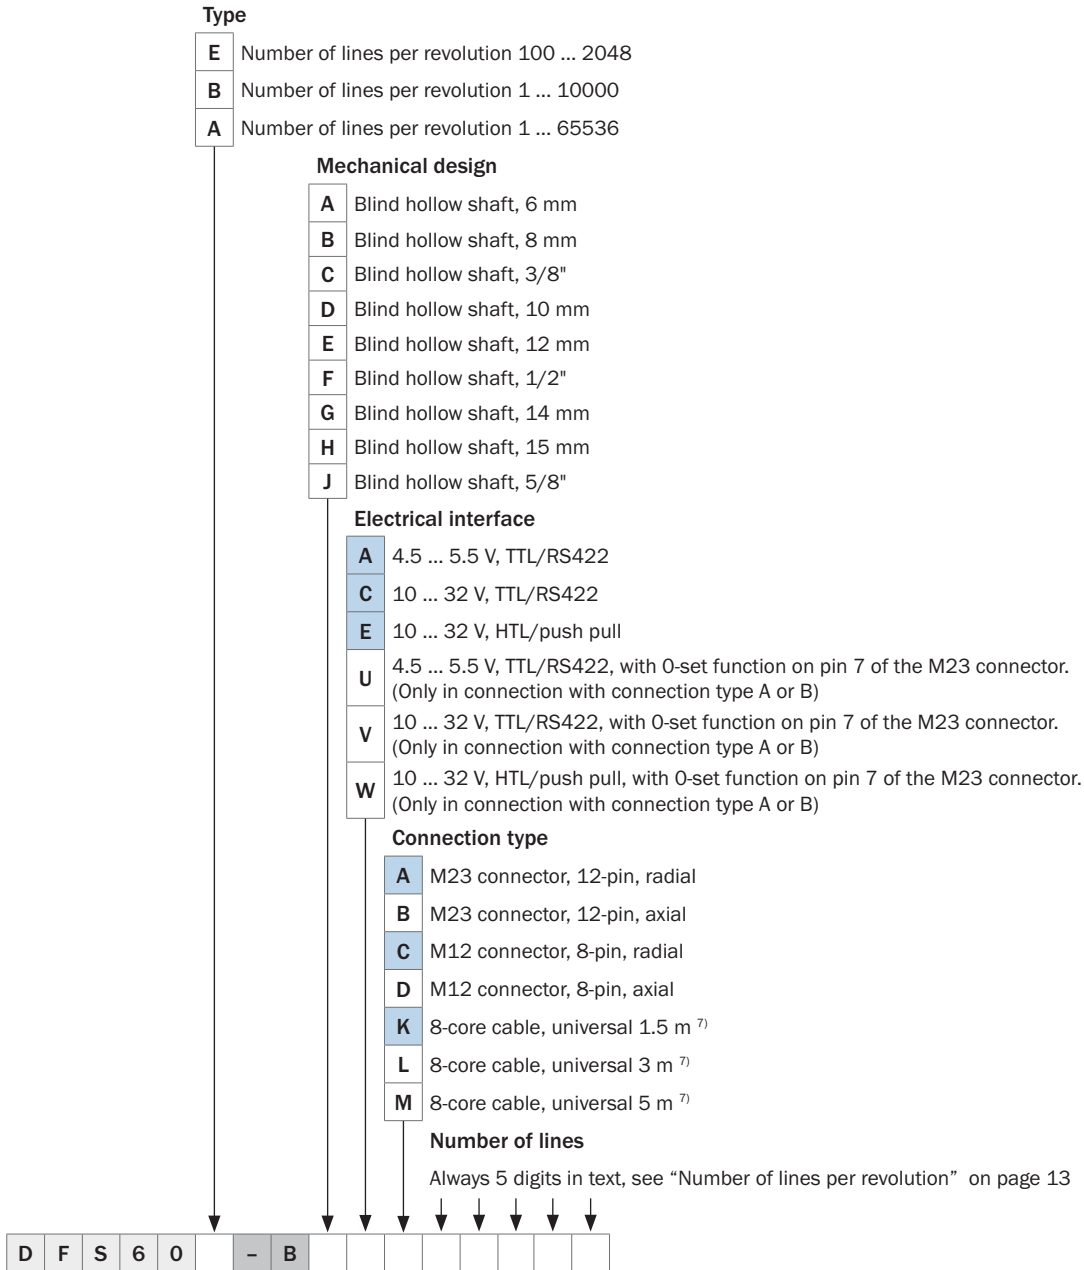 Type
E Number of lines per revolution 100 ... 2048
B Number of lines per revolution 1 ... 10000
A Number of lines per revolution 1 ... 65536
Mechanical design
A Blind hollow shaft, 6 mm
B Blind hollow shaft, 8 mm
C Blind hollow shaft, 3/8"
D Blind hollow shaft, 10 mm
E Blind hollow shaft, 12 mm
F Blind hollow shaft, 1/2"
G Blind hollow shaft, 14 mm
H Blind hollow shaft, 15 mm
J Blind hollow shaft, 5/8"
Electrical interface
A 4.5 ... 5.5 V, TTL/RS422
C 10 ... 32 V, TTL/RS422
E 10 ... 32 V, HTL/push pull
U 4.5 ... 5.5 V, TTL/RS422, with 0-set function on pin 7 of the M23 connector.
(Only in connection with connection type A or B)
V 10 ... 32 V, TTL/RS422, with 0-set function on pin 7 of the M23 connector.
(Only in connection with connection type A or B)
W 10 ... 32 V, HTL/push pull, with 0-set function on pin 7 of the M23 connector.
(Only in connection with connection type A or B)
Connection type
A M23 connector, 12-pin, radial
B M23 connector, 12-pin, axial
C M12 connector, 8-pin, radial
D M12 connector, 8-pin, axial
K 8-core cable, universal 1.5 m 7)
L 8-core cable, universal 3 m 7)
M 8-core cable, universal 5 m 7)
Number of lines
Always 5 digits in text, see “Number of lines per revolution” on page 13
D F S 6 0 – B